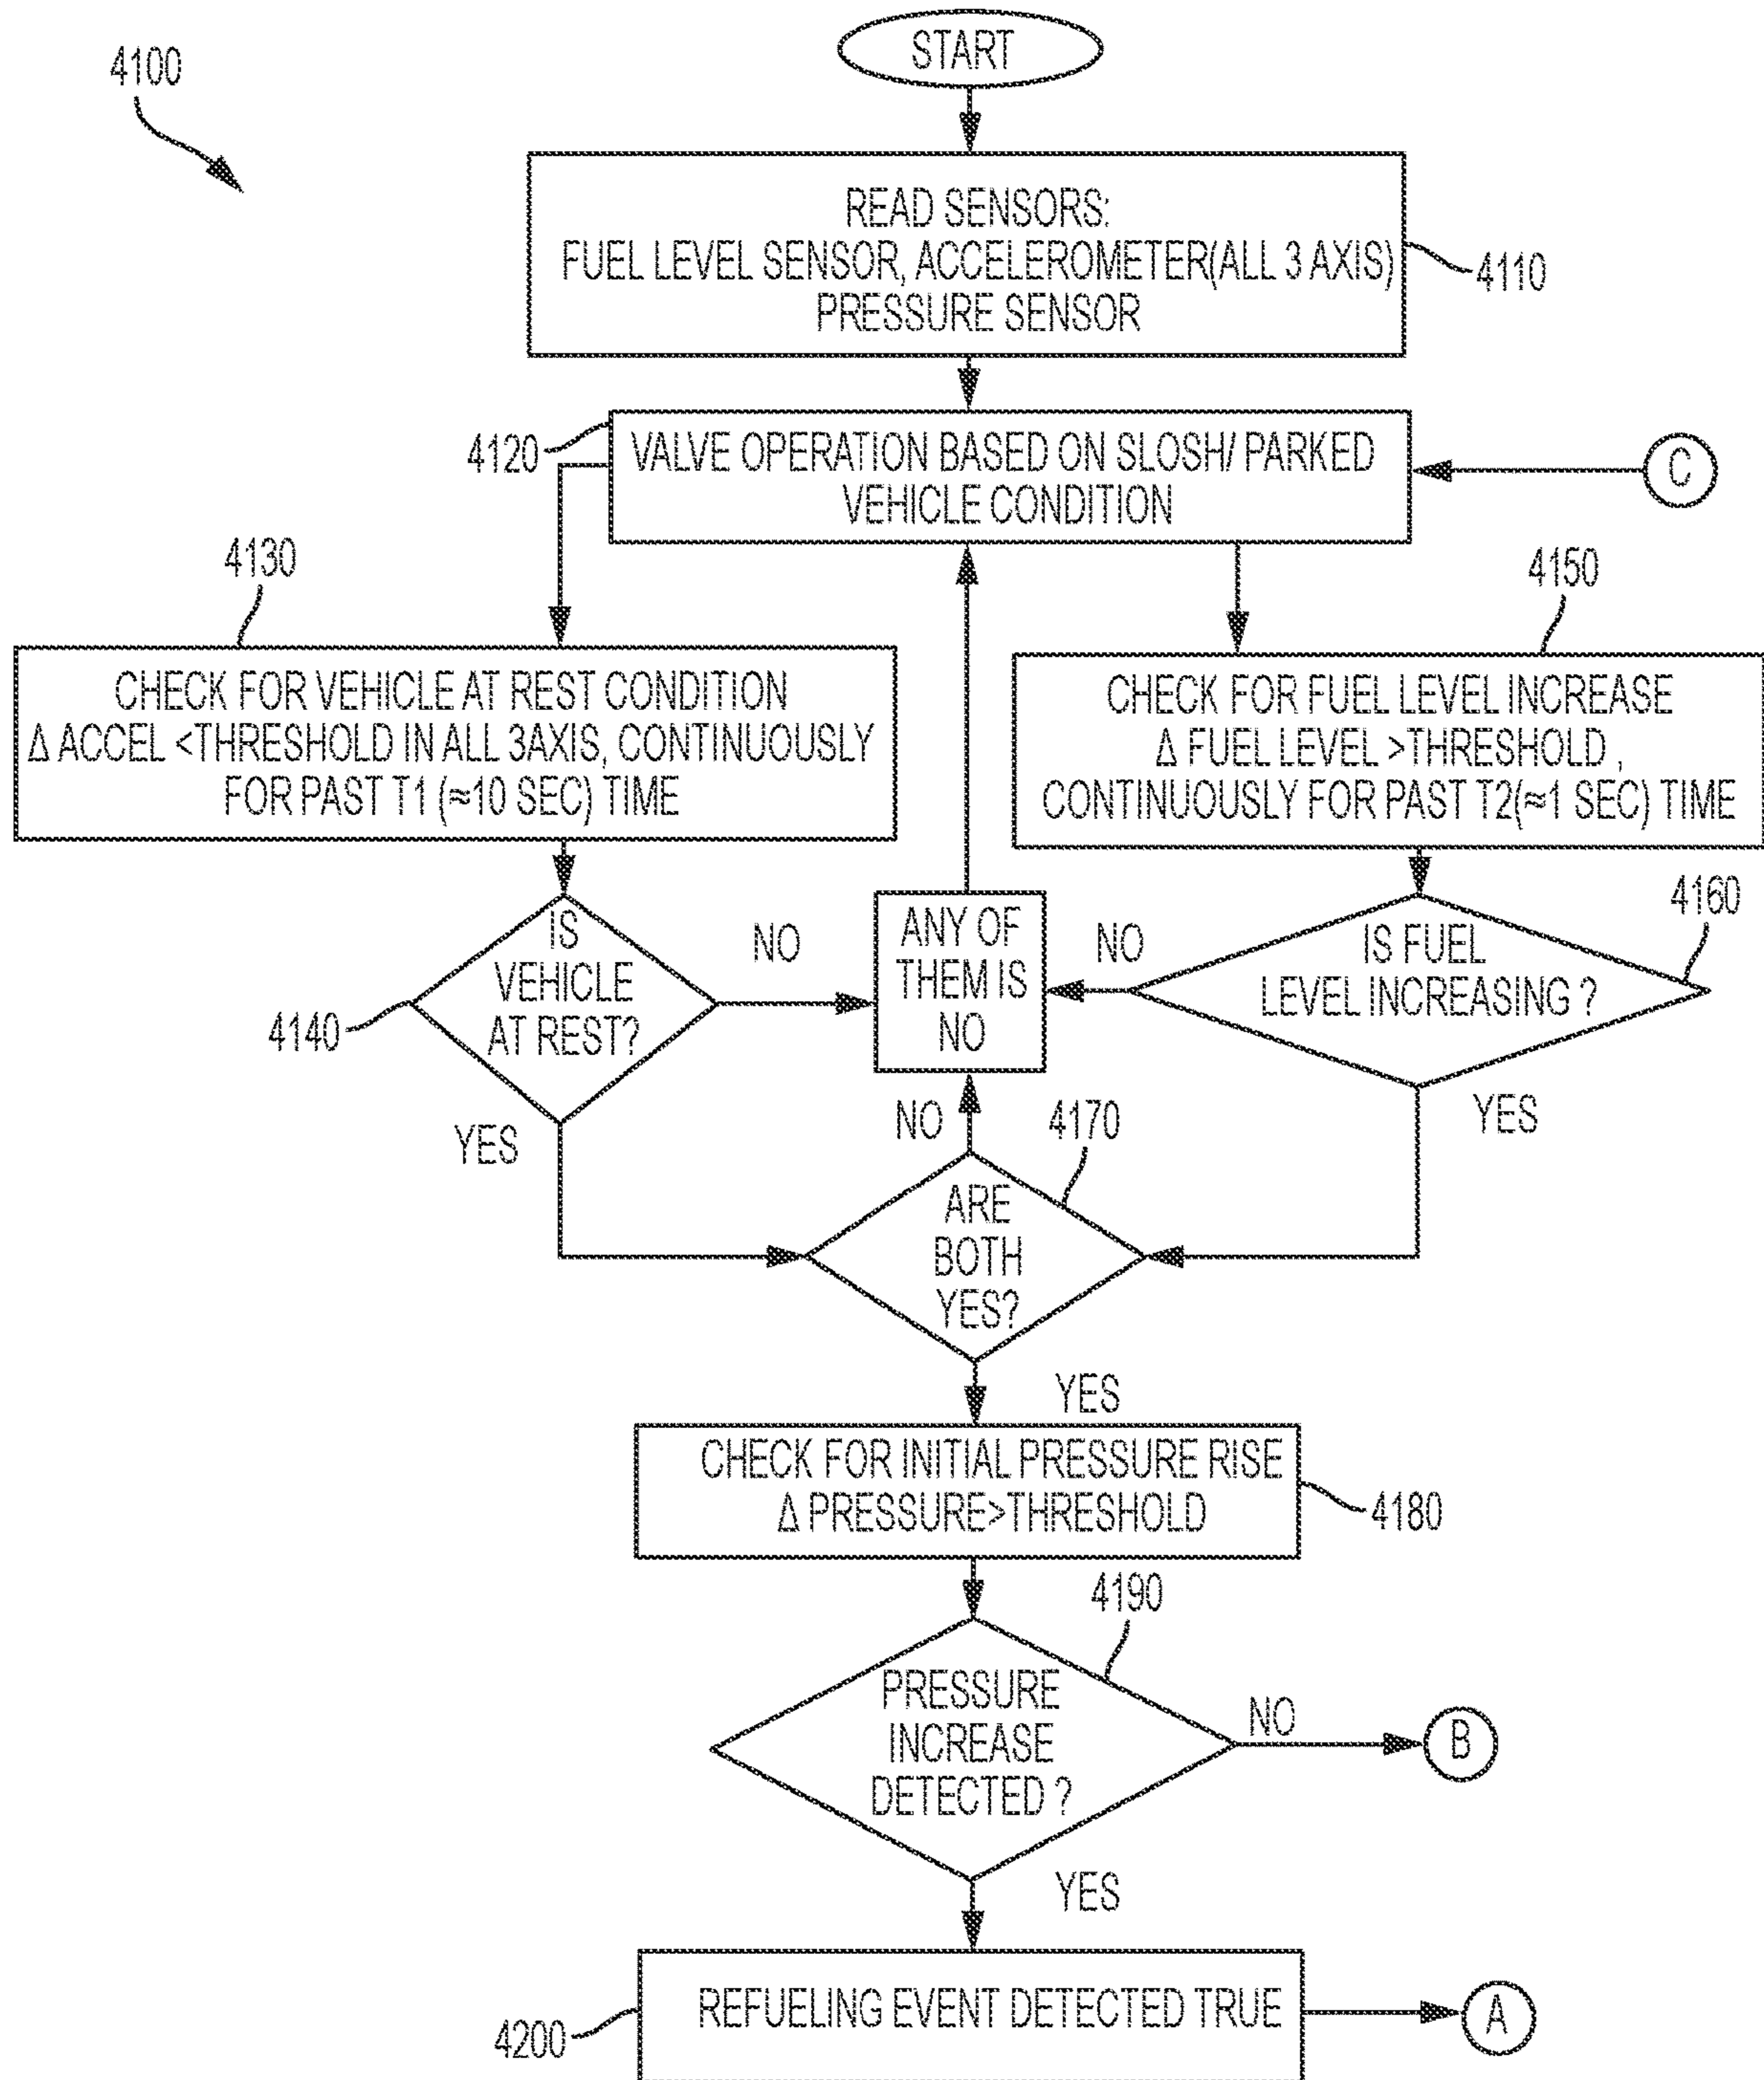 4100
START
READ SENSORS:
FUEL LEVEL SENSOR, ACCELEROMETER(ALL 3 AXIS)
PRESSURE SENSOR
4110
4120
VALVE OPERATION BASED ON SLOSH/ PARKED
VEHICLE CONDITION
C
4130
CHECK FOR VEHICLE AT REST CONDITION
Δ ACCEL <THRESHOLD IN ALL 3AXIS, CONTINUOUSLY
FOR PAST T1 (≈10 SEC) TIME
4150
CHECK FOR FUEL LEVEL INCREASE
Δ FUEL LEVEL >THRESHOLD ,
CONTINUOUSLY FOR PAST T2(≈1 SEC) TIME
4140
IS
VEHICLE
AT REST?
NO
YES
ANY OF
THEM IS
NO
NO
4160
IS FUEL
LEVEL INCREASING ?
YES
NO
4170
ARE
BOTH
YES?
YES
CHECK FOR INITIAL PRESSURE RISE
Δ PRESSURE>THRESHOLD
4180
4190
PRESSURE
INCREASE
DETECTED ?
NO
B
YES
4200
REFUELING EVENT DETECTED TRUE
A